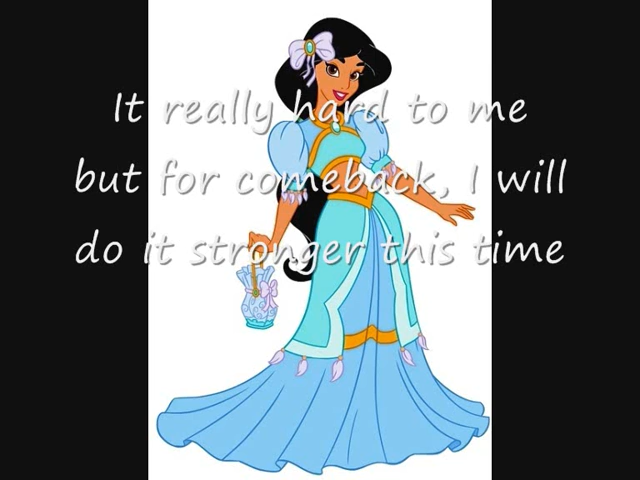 It really hard to me
but for comeback, I will
do it stronger this time